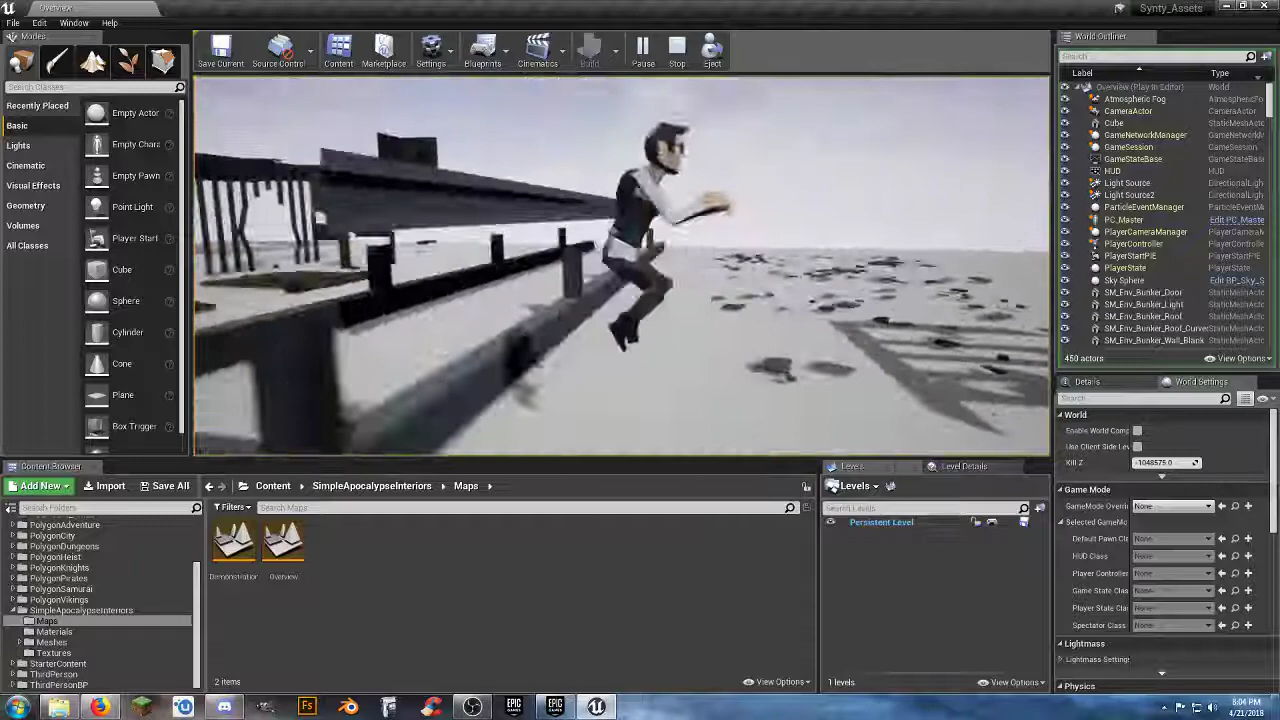 Overview
Synty_Assets
File Edit Window Help
Modes
Search Classes
Recently Placed
Basic
Lights
Cinematic
Visual Effects
Geometry
Volumes
All Classes
Empty Actor
Empty Chara
Empty Pawn
Point Light
Player Start
Cube
Sphere
Cylinder
Cone
Plane
Box Trigger
Save Current
Source Control
Content
Marketplace
Settings
Blueprints
Cinematics
Build
Pause
Stop
Eject
World Outliner
Search
Label Type
Overview (Play In Editor) World
Atmospheric Fog AtmosphericFo
CameraActor CameraActor
Cube StaticMeshActo
GameNetworkManager GameNetworkM
GameSession GameSession
GameStateBase GameStateBase
HUD HUD
Light Source DirectionalLigh
Light Source2 DirectionalLigh
ParticleEventManager ParticleEventM
PC_Master Edit PC_Maste
PlayerCameraManager PlayerCameraM
PlayerController PlayerControlle
PlayerStartPIE PlayerStartPIE
PlayerState PlayerState
Sky Sphere Edit BP_Sky_S
SM_Env_Bunker_Door StaticMeshActo
SM_Env_Bunker_Light StaticMeshActo
SM_Env_Bunker_Roof StaticMeshActo
SM_Env_Bunker_Roof_Curve StaticMeshActo
SM_Env_Bunker_Wall_Blank StaticMeshActo
450 actors View Options
Details World Settings
Search
World
Enable World Comp
Use Client Side Lev
Kill Z -1048575.0
Game Mode
GameMode Overri None
Selected GameMo
Default Pawn Cla None
HUD Class None
Player Controller None
Game State Clas None
Player State Clas None
Spectator Class None
Lightmass
Lightmass Settings
Physics
Content Browser
Add New Import Save All
Content SimpleApocalypseInteriors Maps
Search Folders
Filters Search Maps
PolygonAdventure
PolygonCity
PolygonDungeons
PolygonHeist
PolygonKnights
PolygonPirates
PolygonSamurai
PolygonVikings
SimpleApocalypseInteriors
Maps
Materials
Meshes
Textures
StarterContent
ThirdPerson
ThirdPersonBP
Demonstration
Overview
2 items View Options
Levels Level Details
Levels
Search Levels
Persistent Level
1 levels View Options
Fs
EPIC GAMES
EPIC GAMES
8:04 PM
4/21/2018